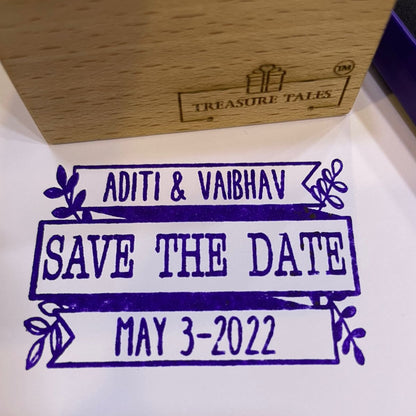 TM
TREASURE TALES
ADITI & VAIBHAV
SAVE THE DATE
MAY 3-2022